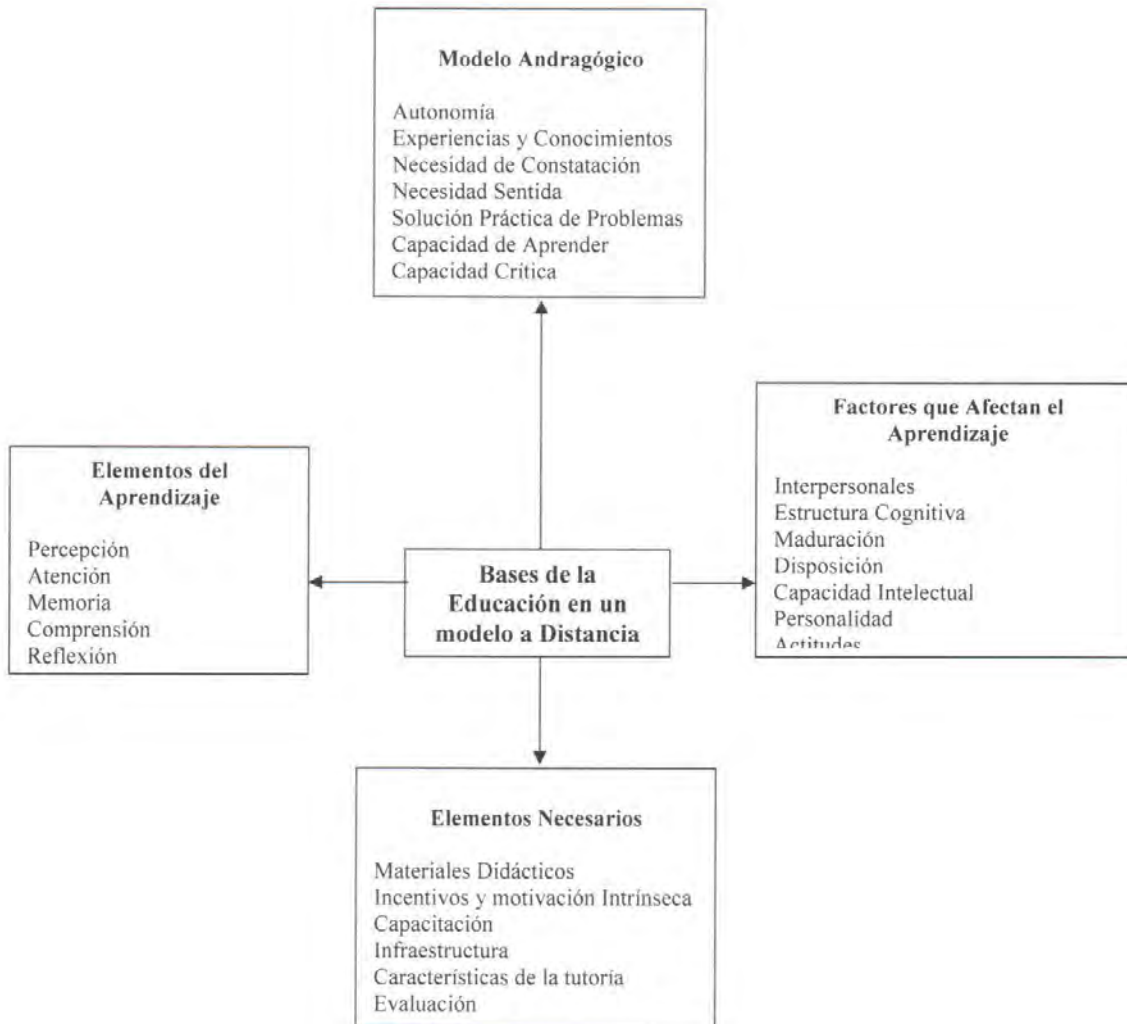 Modelo Andragógico
Autonomía
Experiencias y Conocimientos
Necesidad de Constatación
Necesidad Sentida
Solución Práctica de Problemas
Capacidad de Aprender
Capacidad Crítica
Factores que Afectan el
Aprendizaje
Interpersonales
Estructura Cognitiva
Maduración
Disposición
Capacidad Intelectual
Personalidad
Actitudes
Elementos del
Aprendizaje
Percepción
Atención
Memoria
Comprensión
Reflexión
Bases de la
Educación en un
modelo a Distancia
Elementos Necesarios
Materiales Didácticos
Incentivos y motivación Intrínseca
Capacitación
Infraestructura
Características de la tutoría
Evaluación